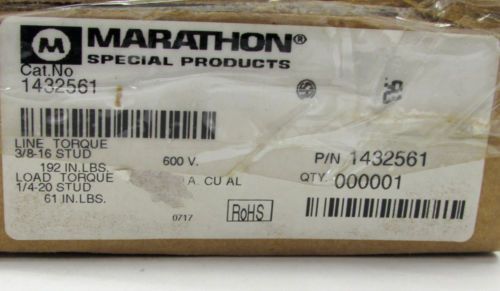 M MARATHON®
SPECIAL PRODUCTS
Cat.No
1432561
LINE TORQUE
3/8-16 STUD
192 IN.LBS.
600 V.
P/N 1432561
LOAD TORQUE
1/4-20 STUD
61 IN.LBS.
A. CU AL
QTY 000001
0717
RoHS